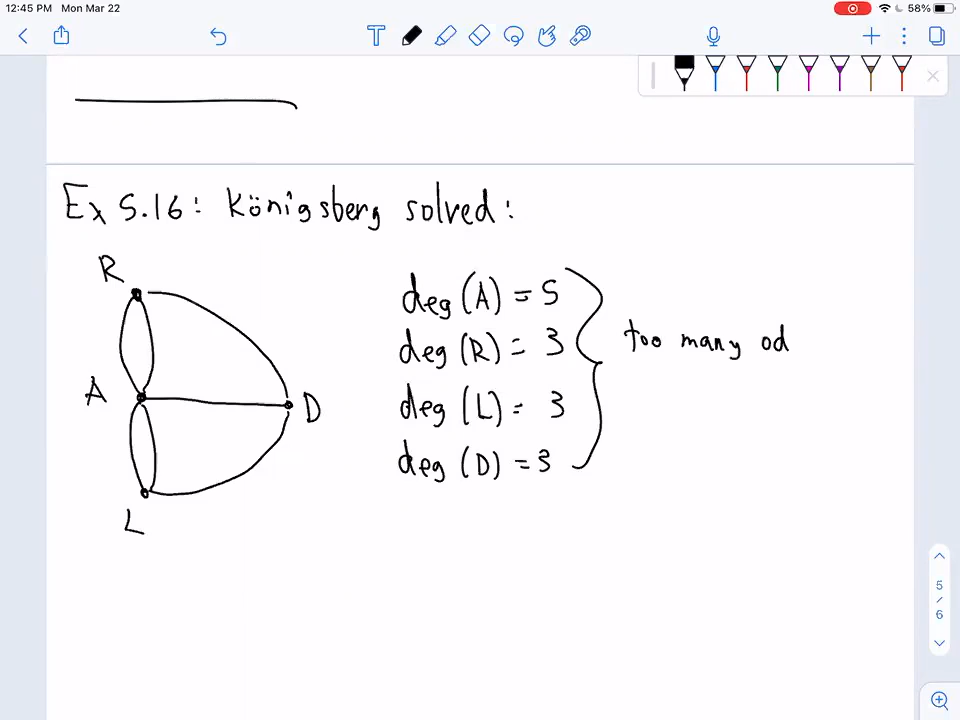 12:45 PM Mon Mar 22
58%
T
Ex 5.16: Königsberg solved:
R
A
D
L
deg (A) = 5
deg (R) = 3
deg (L) = 3
deg (D) = 3
too many od
5
/
6